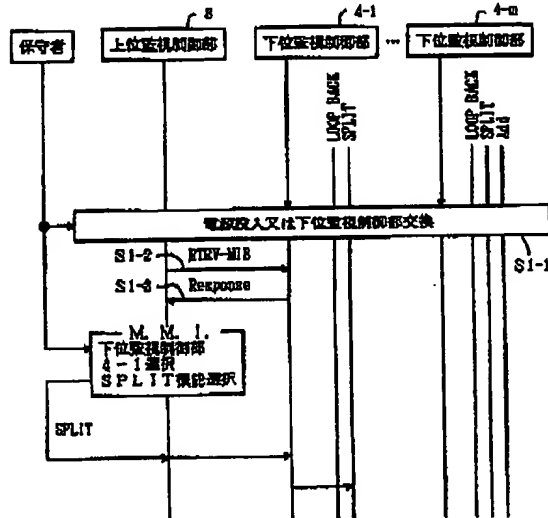 8
4-1
4-m
保守者
上位監視制御部
下位監視制御部
…
下位監視制御部
LOOP BACK
SPLIT
LOOP BACK
SPLIT
Add
電源投入又は下位監視制御部交換
S1-1
S1-2
RTRV-MIB
S1-3
Response
M. M. I.
下位監視制御部
4-1選択
SPLIT機能選択
SPLIT